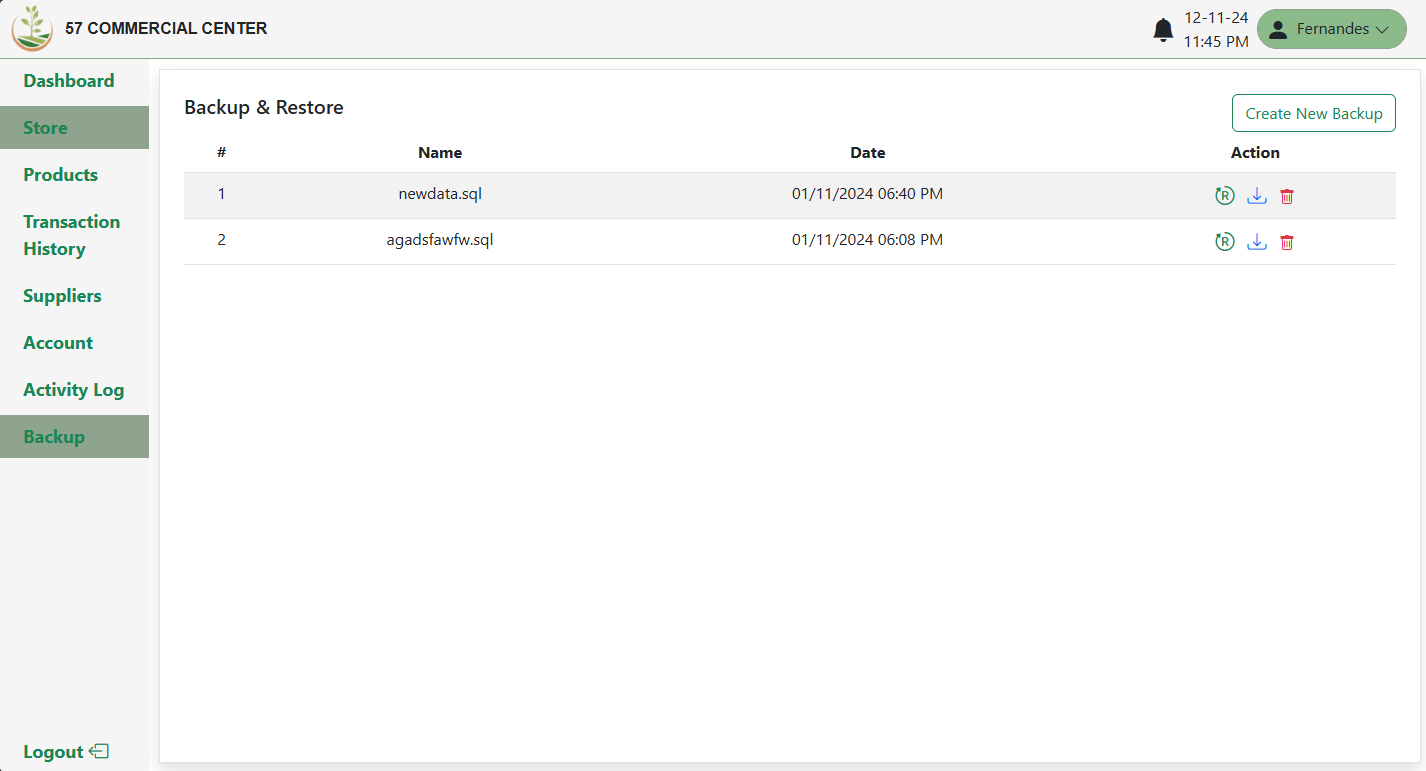 57 COMMERCIAL CENTER
12-11-24
11:45 PM
Fernandes
Dashboard
Store
Products
Transaction
History
Suppliers
Account
Activity Log
Backup
Logout
Backup & Restore
Create New Backup
# Name Date Action
1 newdata.sql 01/11/2024 06:40 PM R
2 agadsfawfw.sql 01/11/2024 06:08 PM R